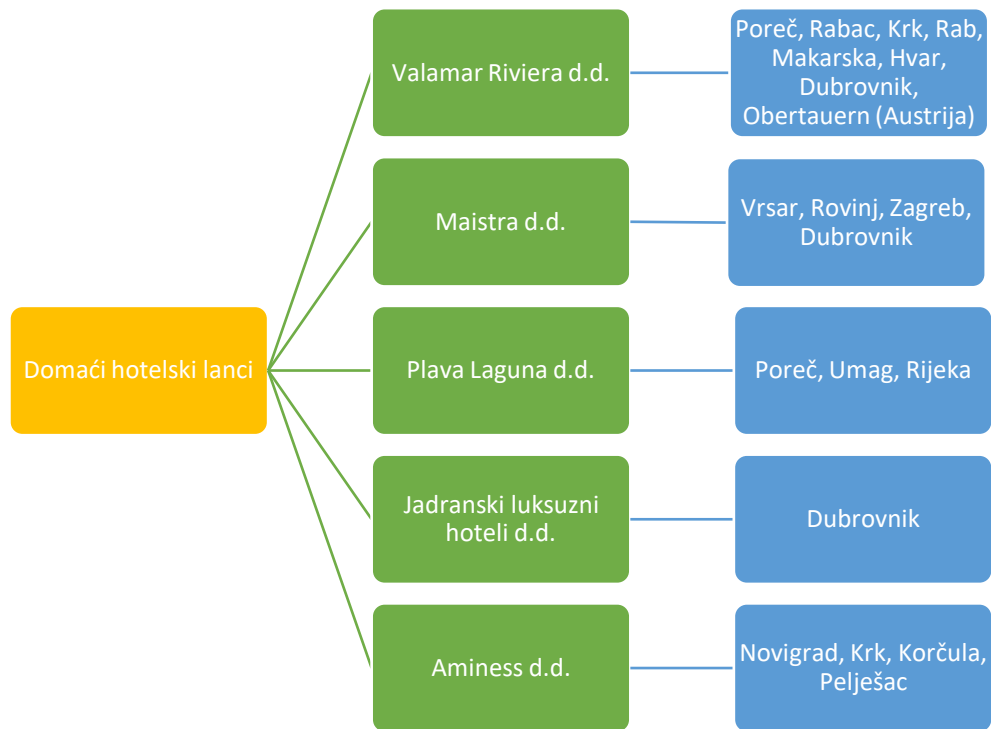 Domaći hotelski lanci
Valamar Riviera d.d.
Poreč, Rabac, Krk, Rab,
Makarska, Hvar,
Dubrovnik,
Obertauern (Austrija)
Maistra d.d.
Vrsar, Rovinj, Zagreb,
Dubrovnik
Plava Laguna d.d.
Poreč, Umag, Rijeka
Jadranski luksuzni
hoteli d.d.
Dubrovnik
Aminess d.d.
Novigrad, Krk, Korčula,
Pelješac